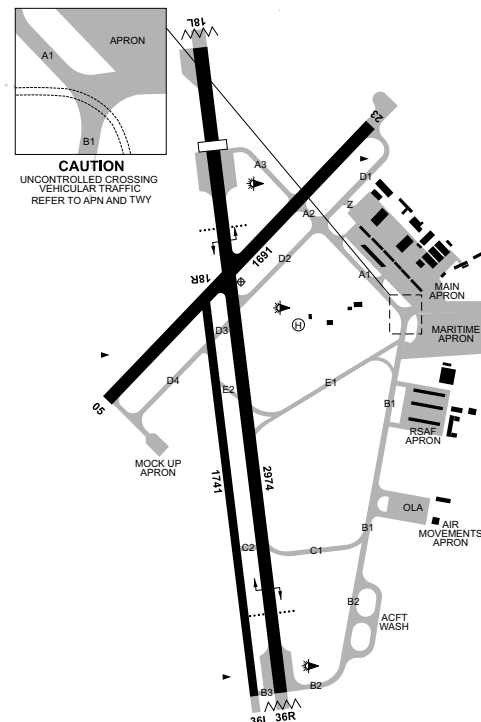 18L
APRON
A1
B1
CAUTION
UNCONTROLLED CROSSING
VEHICULAR TRAFFIC
REFER TO APN AND TWY
23
A3
D1
Z
A2
1691
D2
A1
18R
MAIN
APRON
H
MARITIME
APRON
D3
D4
E2
E1
B1
05
RSAF
APRON
MOCK UP
APRON
1741
2974
OLA
B1
AIR
MOVEMENTS
APRON
C2
C1
B2
ACFT
WASH
B3
B2
36L
36R